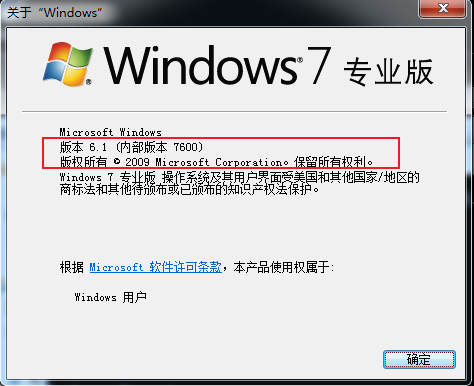 关于“Windows”
Windows 7 专业版
Microsoft Windows
版本 6.1 (内部版本 7600)
版权所有 © 2009 Microsoft Corporation。保留所有权利。
Windows 7 专业版 操作系统及其用户界面受美国和其他国家/地区的
商标法和其他待颁布或已颁布的知识产权法保护。
根据 Microsoft 软件许可条款，本产品使用权属于:
Windows 用户
确定